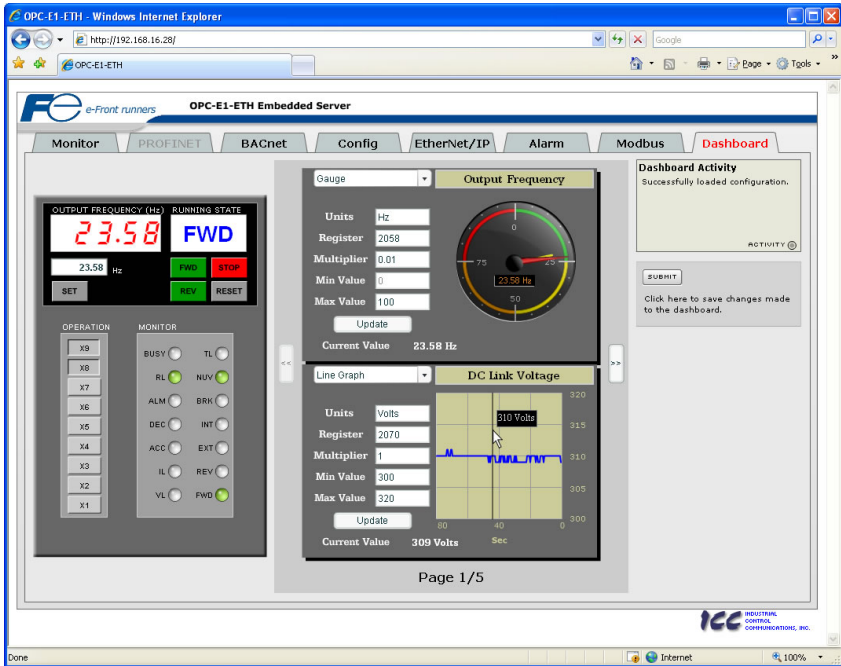 OPC-E1-ETH - Windows Internet Explorer
http://192.168.16.28/
Google
OPC-E1-ETH
Page
Tools
»
Fe e-Front runners
OPC-E1-ETH Embedded Server
Monitor
PROFINET
BACnet
Config
EtherNet/IP
Alarm
Modbus
Dashboard
OUTPUT FREQUENCY (Hz)
RUNNING STATE
23.58
FWD
23.58 Hz
FWD
STOP
SET
REV
RESET
OPERATION
X9
X8
X7
X6
X5
X4
X3
X2
X1
MONITOR
BUSY
TL
RL
NUV
ALM
BRK
DEC
INT
ACC
EXT
IL
REV
VL
FWD
<<
Gauge
Output Frequency
Units Hz
Register 2058
Multiplier 0.01
Min Value 0
Max Value 100
Update
Current Value 23.58 Hz
0
75
25
23.58 Hz
50
Line Graph
DC Link Voltage
Units Volts
Register 2070
Multiplier 1
Min Value 300
Max Value 320
Update
Current Value 309 Volts
310 Volts
320
315
310
305
300
80
40
0
Sec
>>
Page 1/5
Dashboard Activity
Successfully loaded configuration.
ACTIVITY
SUBMIT
Click here to save changes made
to the dashboard.
ICC INDUSTRIAL
CONTROL
COMMUNICATIONS, INC.
Done
Internet
100%